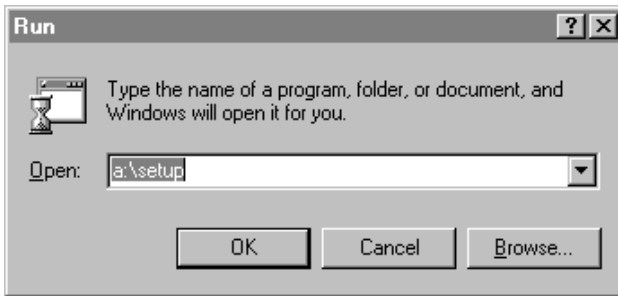 Run
Type the name of a program, folder, or document, and
Windows will open it for you.
Open: a:\setup
OK Cancel Browse...